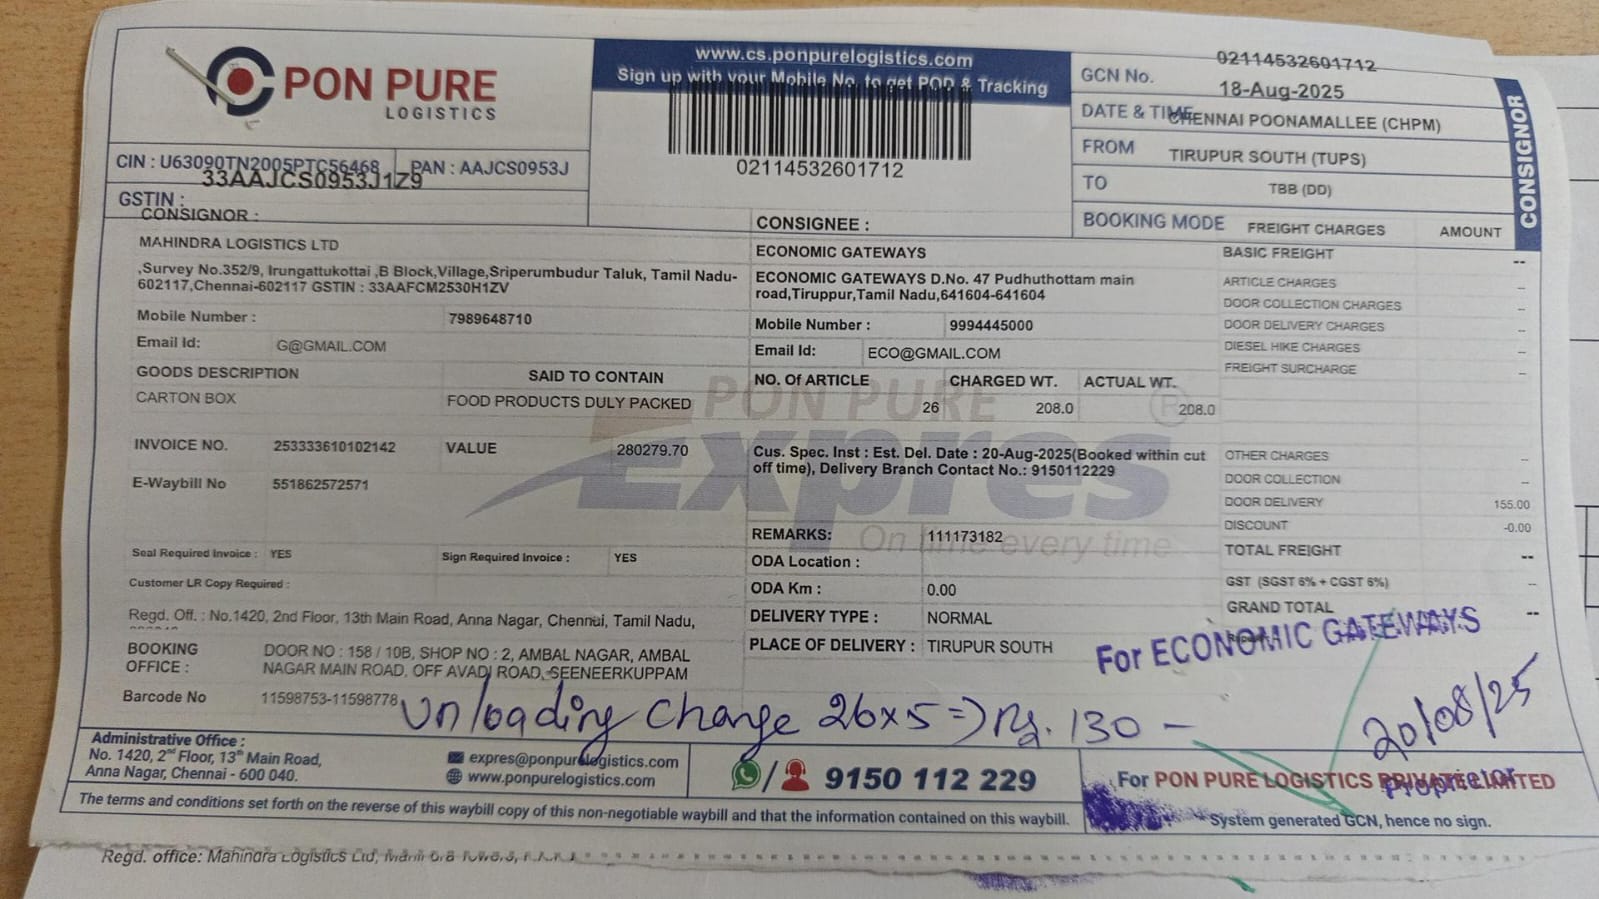 PON PURE
LOGISTICS
www.cs.ponpurelogistics.com
Sign up with your Mobile No. to get POD & Tracking
02114532601712
GCN No. 02114532601712
DATE & TIME 18-Aug-2025
FROM CHENNAI POONAMALLEE (CHPM)
TO TIRUPUR SOUTH (TUPS)
BOOKING MODE TBB (DD)
CONSIGNOR
CIN : U63090TN2005PTC56468 PAN : AAJCS0953J
GSTIN : 33AAJCS0953J1Z9
CONSIGNOR :
MAHINDRA LOGISTICS LTD
,Survey No.352/9, Irungattukottai ,B Block,Village,Sriperumbudur Taluk, Tamil Nadu-
602117,Chennai-602117 GSTIN : 33AAFCM2530H1ZV
Mobile Number : 7989648710
Email Id: G@GMAIL.COM
GOODS DESCRIPTION SAID TO CONTAIN
CARTON BOX FOOD PRODUCTS DULY PACKED
INVOICE NO. 253333610102142 VALUE 280279.70
E-Waybill No 551862572571
Seal Required Invoice : YES Sign Required Invoice : YES
Customer LR Copy Required :
Regd. Off. : No.1420, 2nd Floor, 13th Main Road, Anna Nagar, Chennai, Tamil Nadu,
BOOKING OFFICE : DOOR NO : 158 / 10B, SHOP NO : 2, AMBAL NAGAR, AMBAL
NAGAR MAIN ROAD, OFF AVADI ROAD, SEENEERKUPPAM
Barcode No 11598753-11598778
CONSIGNEE :
ECONOMIC GATEWAYS
ECONOMIC GATEWAYS D.No. 47 Pudhuthottam main
road,Tiruppur,Tamil Nadu,641604-641604
Mobile Number : 9994445000
Email Id: ECO@GMAIL.COM
NO. Of ARTICLE CHARGED WT. ACTUAL WT.
26 208.0 208.0
PON PURE
Expres
On time every time
Cus. Spec. Inst : Est. Del. Date : 20-Aug-2025(Booked within cut
off time), Delivery Branch Contact No.: 9150112229
REMARKS: 111173182
ODA Location :
ODA Km : 0.00
DELIVERY TYPE : NORMAL
PLACE OF DELIVERY : TIRUPUR SOUTH
FREIGHT CHARGES AMOUNT
BASIC FREIGHT --
ARTICLE CHARGES --
DOOR COLLECTION CHARGES --
DOOR DELIVERY CHARGES --
DIESEL HIKE CHARGES --
FREIGHT SURCHARGE --
OTHER CHARGES --
DOOR COLLECTION --
DOOR DELIVERY 155.00
DISCOUNT -0.00
TOTAL FREIGHT --
GST (SGST 6% + CGST 6%) --
GRAND TOTAL --
For ECONOMIC GATEWAYS
20/08/25
Proprietor
Unloading Charge 26x5=) Rs. 130 —
Administrative Office :
No. 1420, 2nd Floor, 13th Main Road,
Anna Nagar, Chennai - 600 040.
expres@ponpurelogistics.com
www.ponpurelogistics.com
/ 9150 112 229
For PON PURE LOGISTICS PRIVATE LIMITED
System generated GCN, hence no sign.
The terms and conditions set forth on the reverse of this waybill copy of this non-negotiable waybill and that the information contained on this waybill.
Regd. office: Mahindra Logistics Ltd,